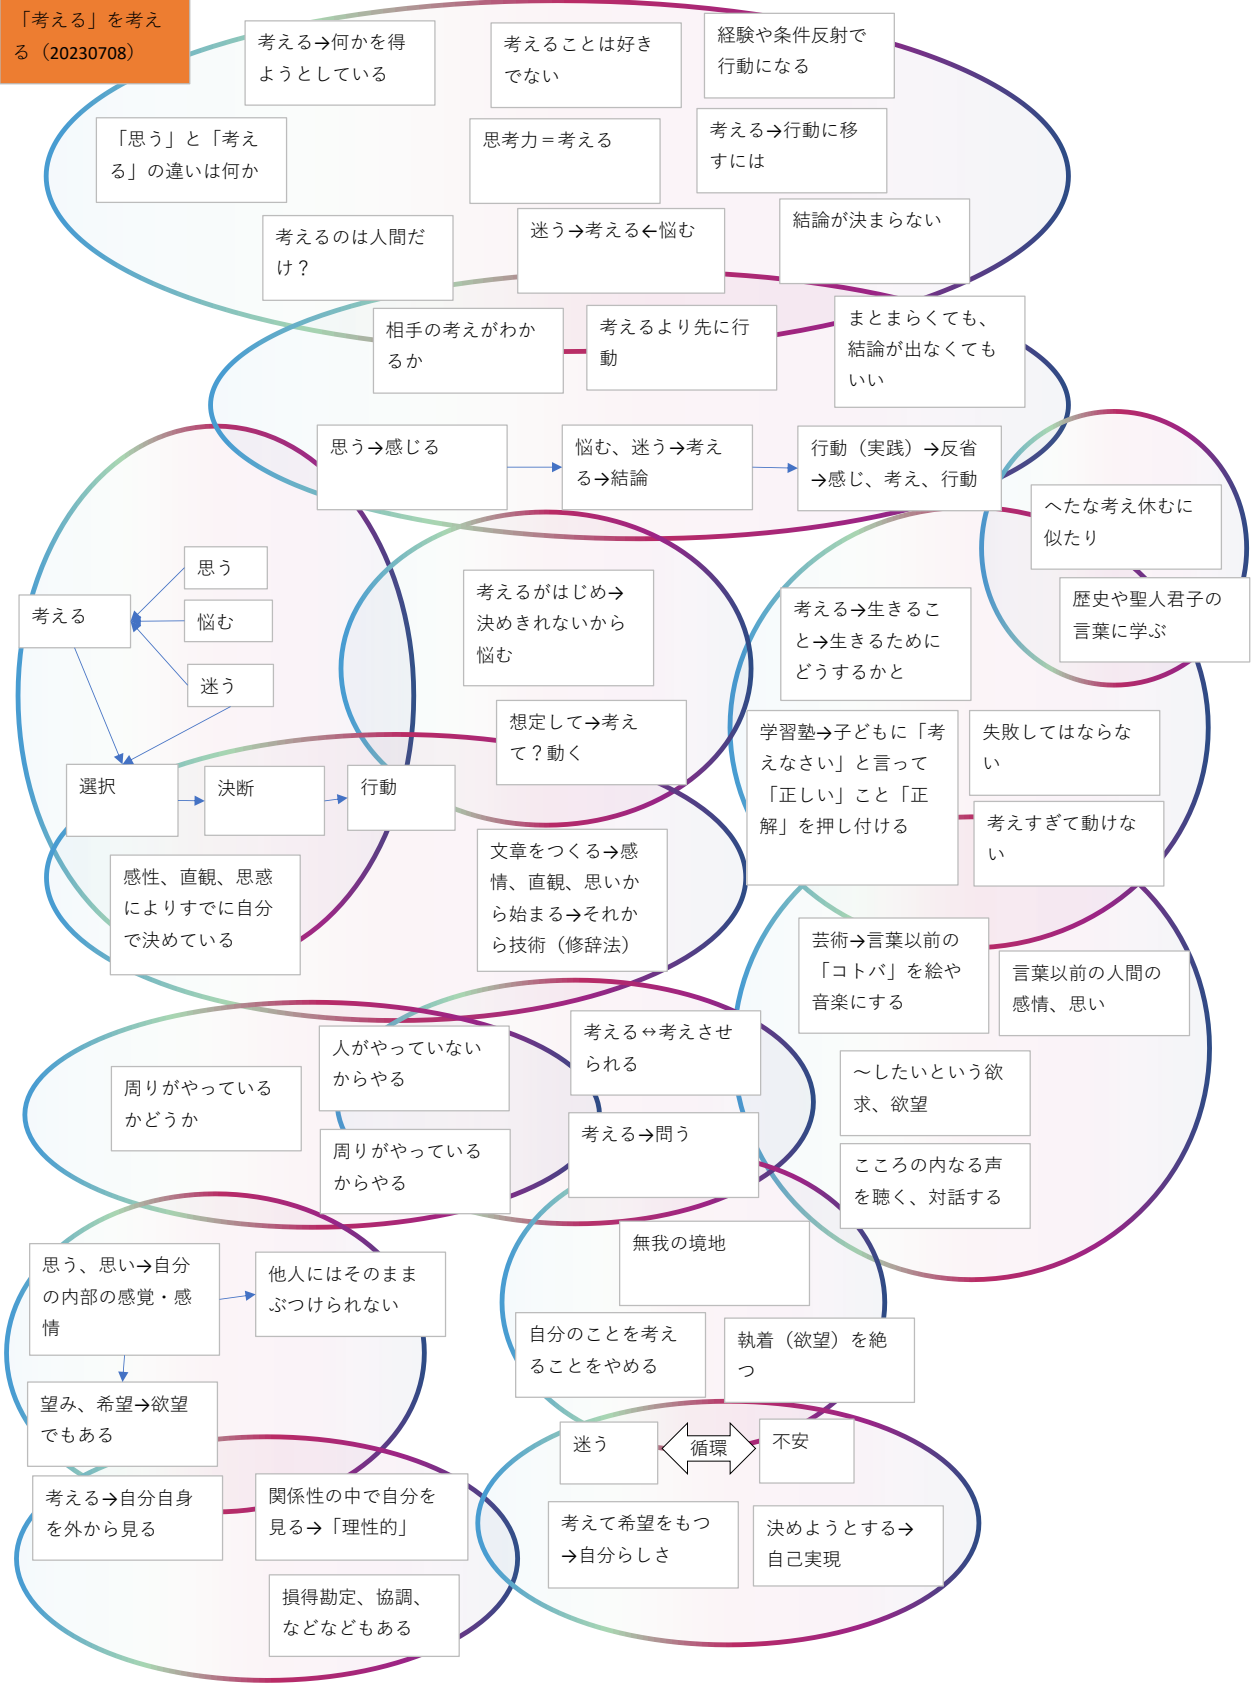 「考える」を考え
る（20230708）
考える→何かを得
ようとしている
考えることは好き
でない
経験や条件反射で
行動になる
「思う」と「考え
る」の違いは何か
思考力＝考える
考える→行動に移
すには
考えるのは人間だ
け？
迷う→考える←悩む
結論が決まらない
相手の考えがわか
るか
考えるより先に行
動
まとまらくても、
結論が出なくても
いい
思う→感じる
悩む、迷う→考え
る→結論
行動（実践）→反省
→感じ、考え、行動
へたな考え休むに
似たり
歴史や聖人君子の
言葉に学ぶ
思う
考える
悩む
迷う
選択
決断
行動
感性、直観、思惑
によりすでに自分
で決めている
考えるがはじめ→
決めきれないから
悩む
想定して→考え
て？動く
文章をつくる→感
情、直観、思いか
ら始まる→それか
ら技術（修辞法）
考える→生きるこ
と→生きるために
どうするかと
学習塾→子どもに「考
えなさい」と言って
「正しい」こと「正
解」を押し付ける
失敗してはならな
い
考えすぎて動けな
い
芸術→言葉以前の
「コトバ」を絵や
音楽にする
言葉以前の人間の
感情、思い
～したいという欲
求、欲望
こころの内なる声
を聴く、対話する
周りがやっている
かどうか
人がやっていない
からやる
周りがやっている
からやる
考える↔考えさせ
られる
考える→問う
無我の境地
自分のことを考え
ることをやめる
執着（欲望）を絶
つ
思う、思い→自分
の内部の感覚・感
情
他人にはそのまま
ぶつけられない
望み、希望→欲望
でもある
考える→自分自身
を外から見る
関係性の中で自分を
見る→「理性的」
損得勘定、協調、
などなどもある
迷う
循環
不安
考えて希望をもつ
→自分らしさ
決めようとする→
自己実現